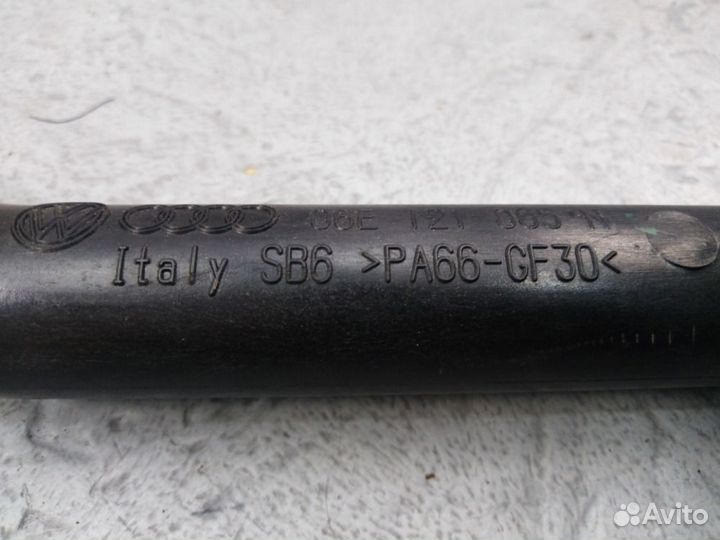 06E 121 065 N
Italy SB6 >PA66-GF30<
Avito